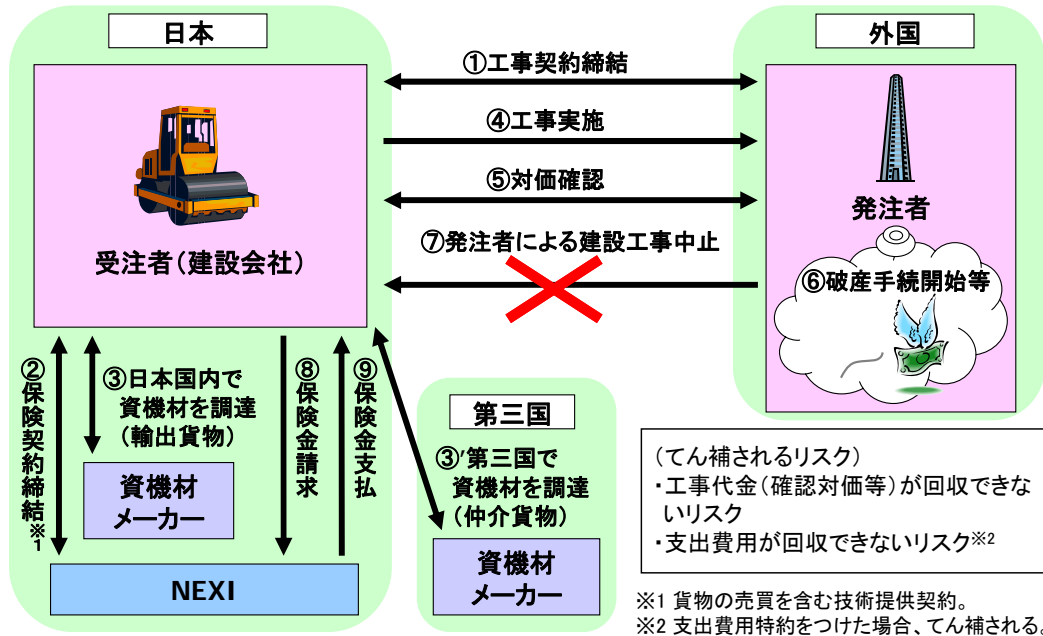 日本
外国
①工事契約締結
④工事実施
⑤対価確認
⑦発注者による建設工事中止
受注者(建設会社)
発注者
⑥破産手続開始等
②保険契約締結※1
③日本国内で
資機材を調達
(輸出貨物)
⑧保険金請求
⑨保険金支払
資機材
メーカー
NEXI
第三国
③'第三国で
資機材を調達
(仲介貨物)
資機材
メーカー
(てん補されるリスク)
・工事代金(確認対価等)が回収できな
いリスク
・支出費用が回収できないリスク※2
※1 貨物の売買を含む技術提供契約。
※2 支出費用特約をつけた場合、てん補される。